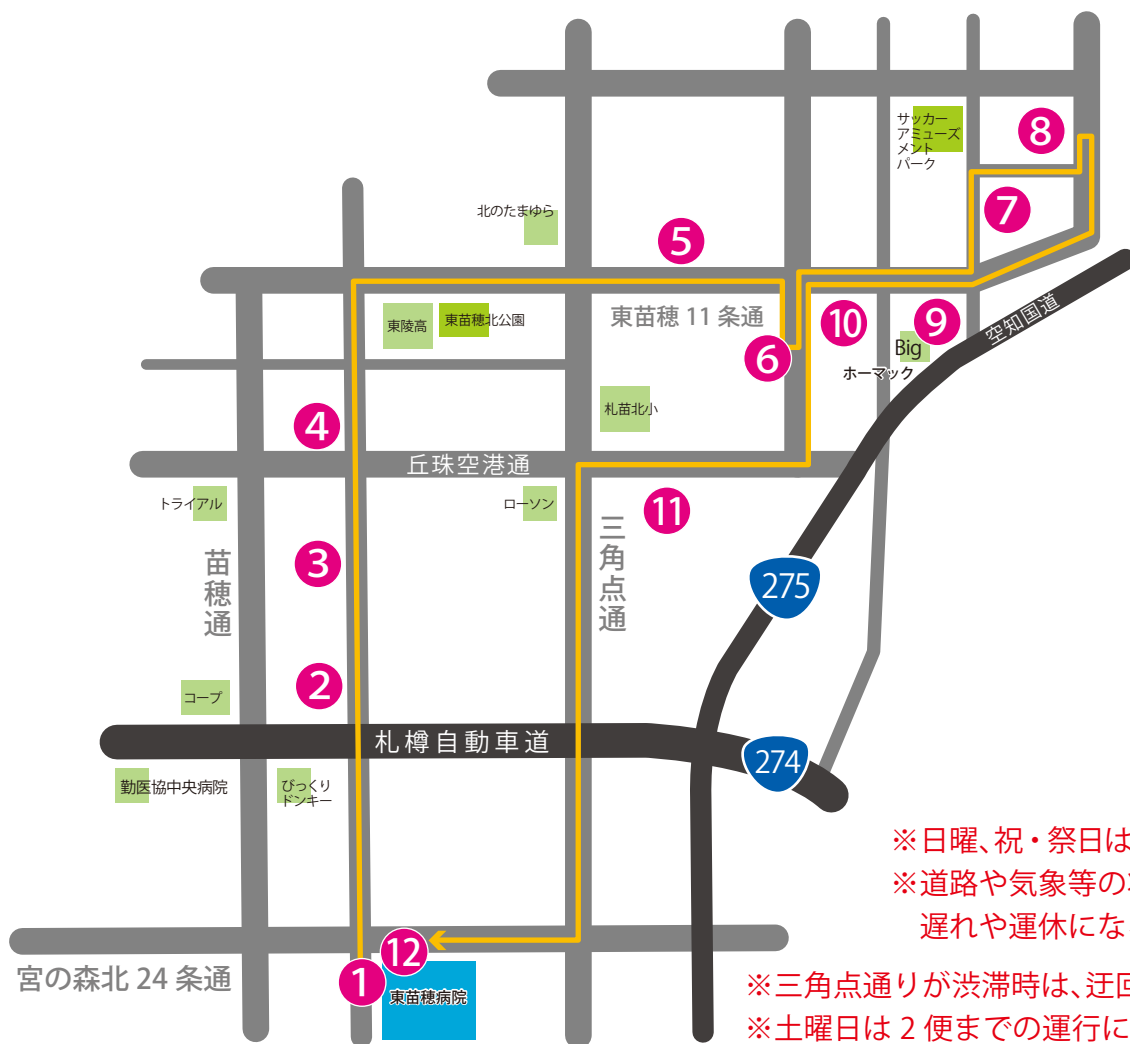 サッカー
アミューズ
メント
パーク
8
7
北のたまゆら
5
東陵高
東苗穂北公園
東苗穂 11 条通
6
10
9
Big
ホーマック
空知国道
札苗北小
4
丘珠空港通
トライアル
ローソン
11
三角点通
苗穂通
3
275
2
コープ
札樽自動車道
274
勤医協中央病院
びっくり
ドンキー
※日曜、祝・祭日は
※道路や気象等の
遅れや運休にな
12
宮の森北 24 条通
1
東苗穂病院
※三角点通りが渋滞時は、迂回
※土曜日は 2 便までの運行に